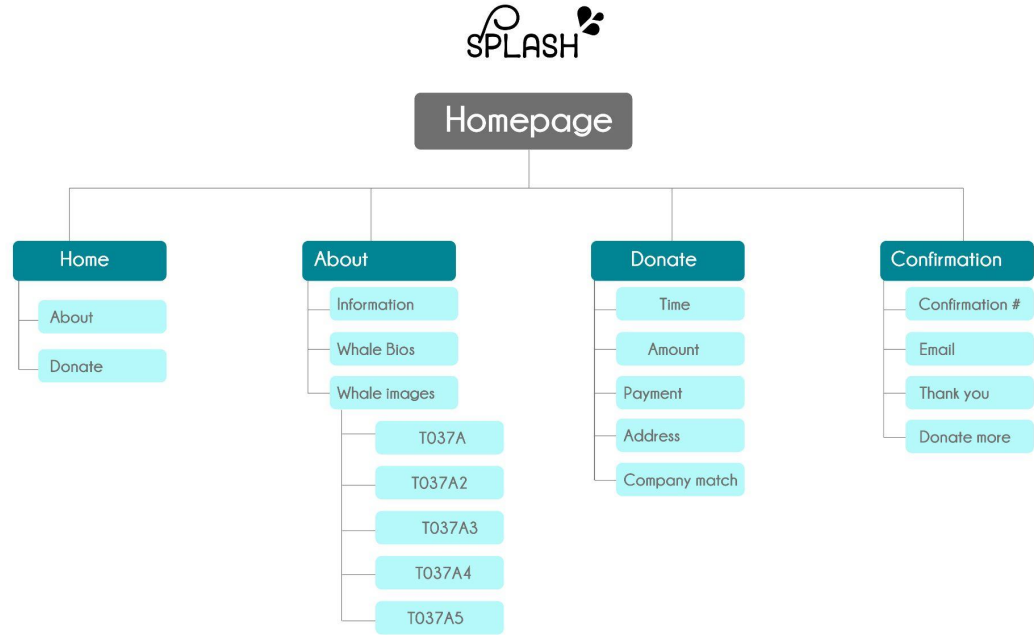 SPLASH
Homepage
Home
About
Donate
About
Information
Whale Bios
Whale images
T037A
T037A2
T037A3
T037A4
T037A5
Donate
Time
Amount
Payment
Address
Company match
Confirmation
Confirmation #
Email
Thank you
Donate more